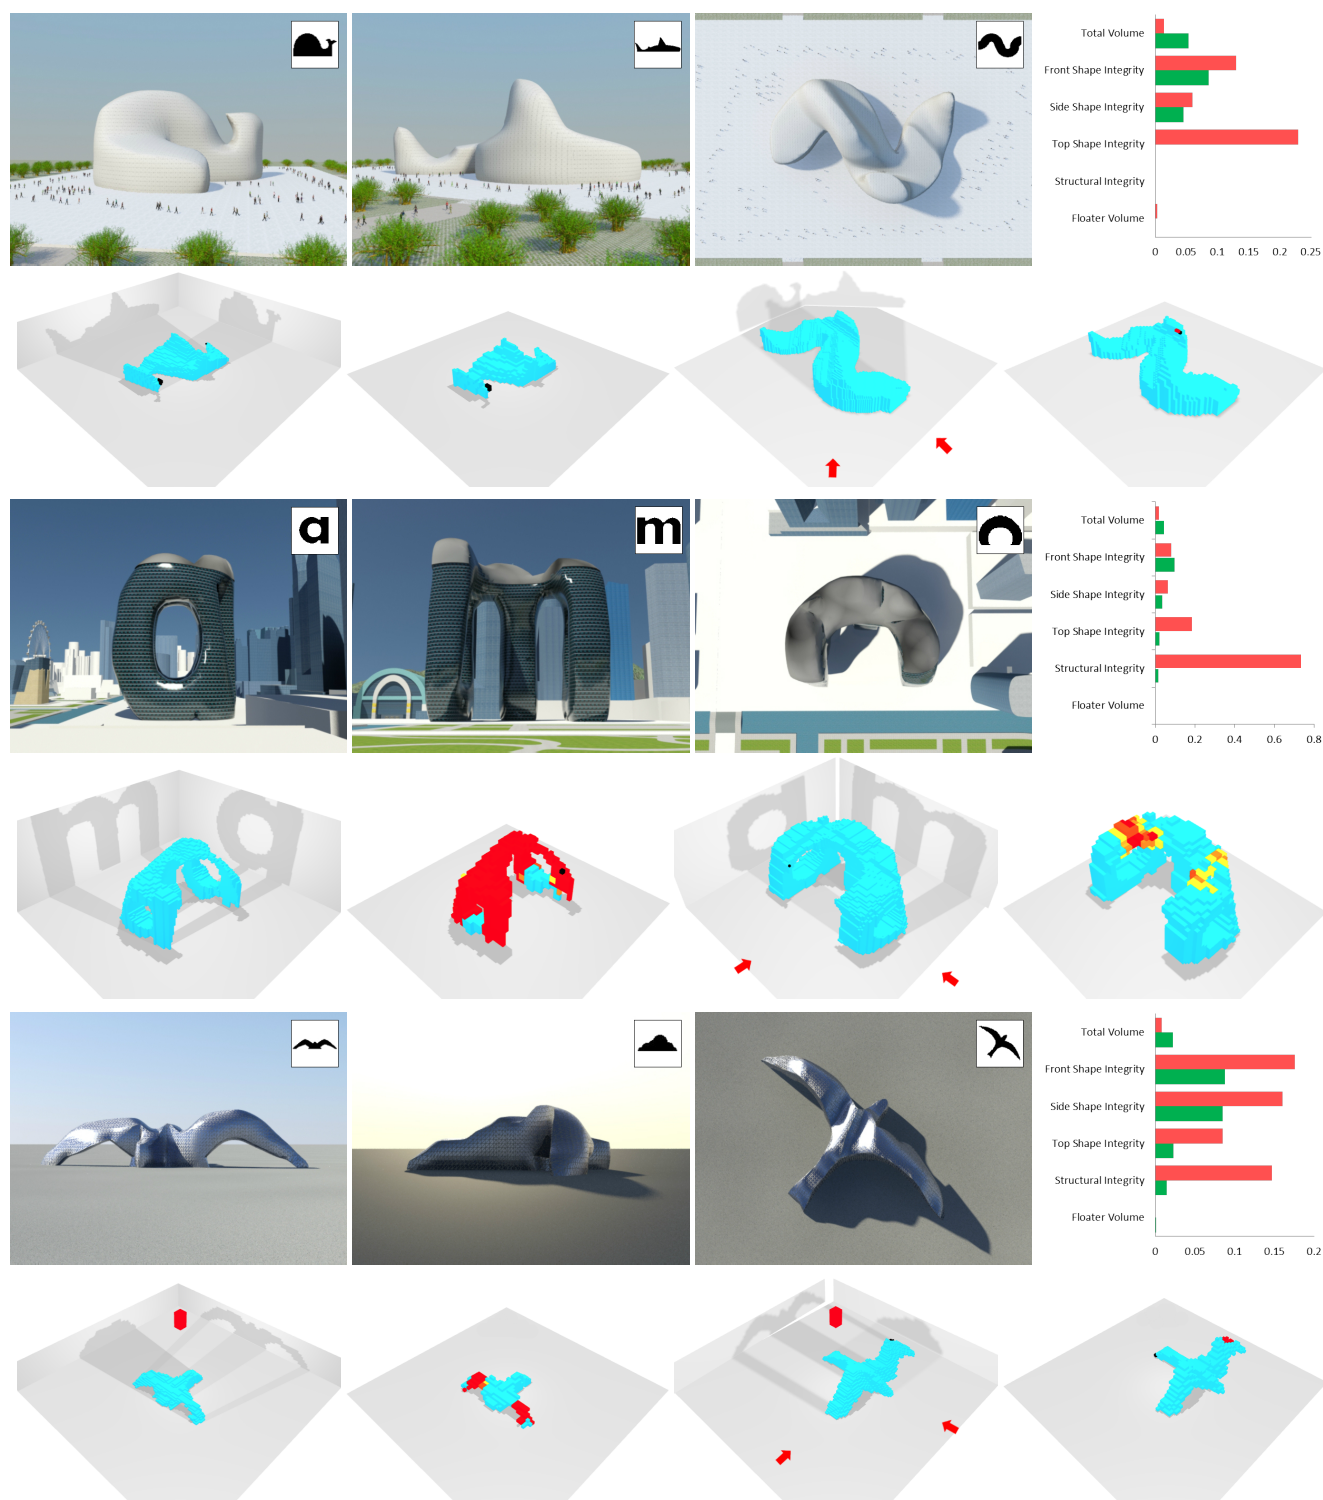 Total Volume
Front Shape Integrity
Side Shape Integrity
Top Shape Integrity
Structural Integrity
Floater Volume
0 0.05 0.1 0.15 0.2 0.25
a
m
Total Volume
Front Shape Integrity
Side Shape Integrity
Top Shape Integrity
Structural Integrity
Floater Volume
0 0.2 0.4 0.6 0.8
Total Volume
Front Shape Integrity
Side Shape Integrity
Top Shape Integrity
Structural Integrity
Floater Volume
0 0.05 0.1 0.15 0.2